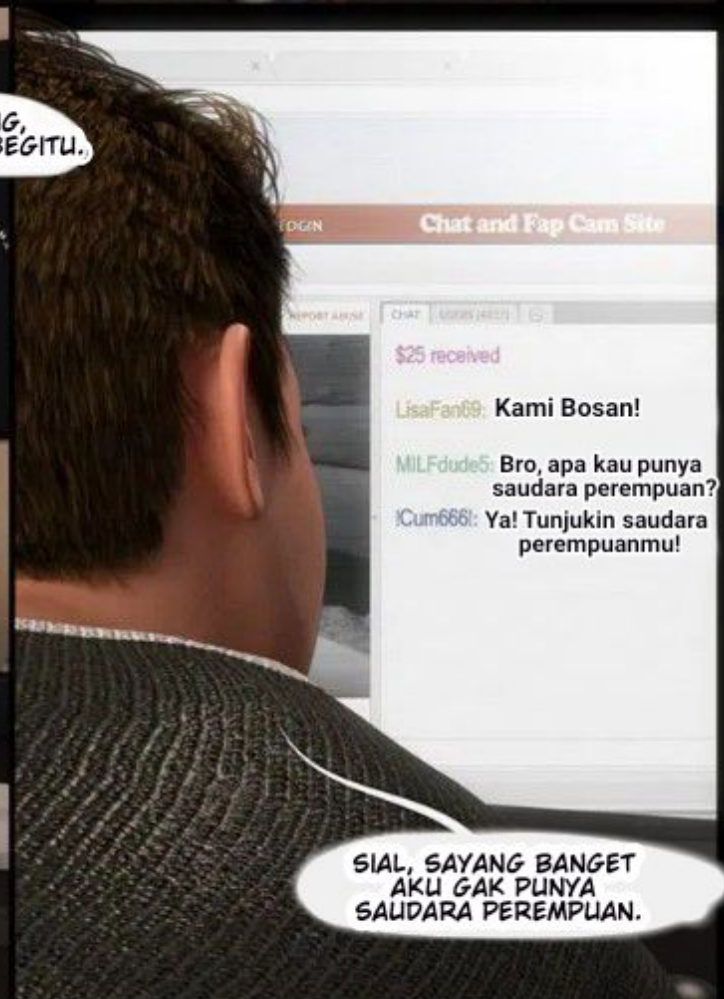 G,
BEGITU.
LOGIN Chat and Fap Cam Site
REPORT ABUSE CHAT
$25 received
LisaFan69: Kami Bosan!
MILFdude5: Bro, apa kau punya
saudara perempuan?
!Cum666!: Ya! Tunjukin saudara
perempuanmu!
SIAL, SAYANG BANGET
AKU GAK PUNYA
SAUDARA PEREMPUAN.